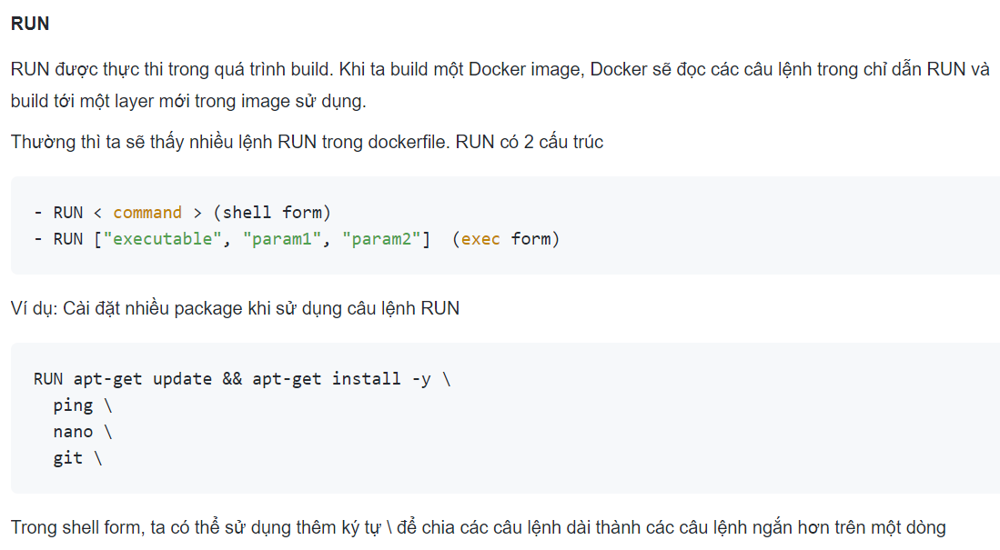 RUN
RUN được thực thi trong quá trình build. Khi ta build một Docker image, Docker sẽ đọc các câu lệnh trong chỉ dẫn RUN và
build tới một layer mới trong image sử dụng.
Thường thì ta sẽ thấy nhiều lệnh RUN trong dockerfile. RUN có 2 cấu trúc
- RUN < command > (shell form)
- RUN ["executable", "param1", "param2"]  (exec form)
Ví dụ: Cài đặt nhiều package khi sử dụng câu lệnh RUN
RUN apt-get update && apt-get install -y \
  ping \
  nano \
  git \
Trong shell form, ta có thể sử dụng thêm ký tự \ để chia các câu lệnh dài thành các câu lệnh ngắn hơn trên một dòng